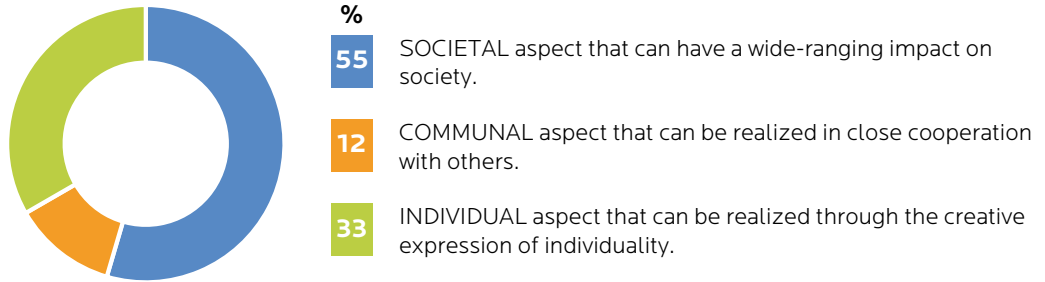 %
55 SOCIETAL aspect that can have a wide-ranging impact on
society.
12 COMMUNAL aspect that can be realized in close cooperation
with others.
33 INDIVIDUAL aspect that can be realized through the creative
expression of individuality.